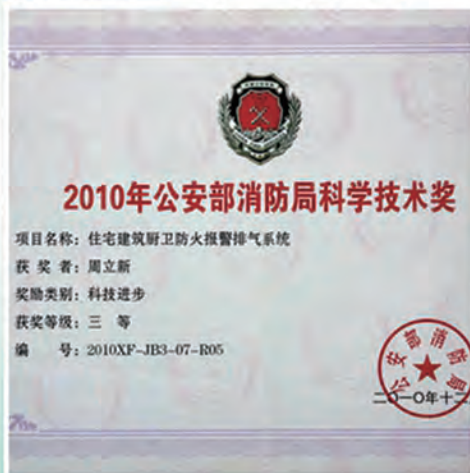 2010年公安部消防局科学技术奖
项目名称：住宅建筑厨卫防火报警排气系统
获 奖 者：周立新
奖励类别：科技进步
获奖等级：三 等
编 号：2010XF-JB3-07-R05
公安部消防局
二〇一〇年十二